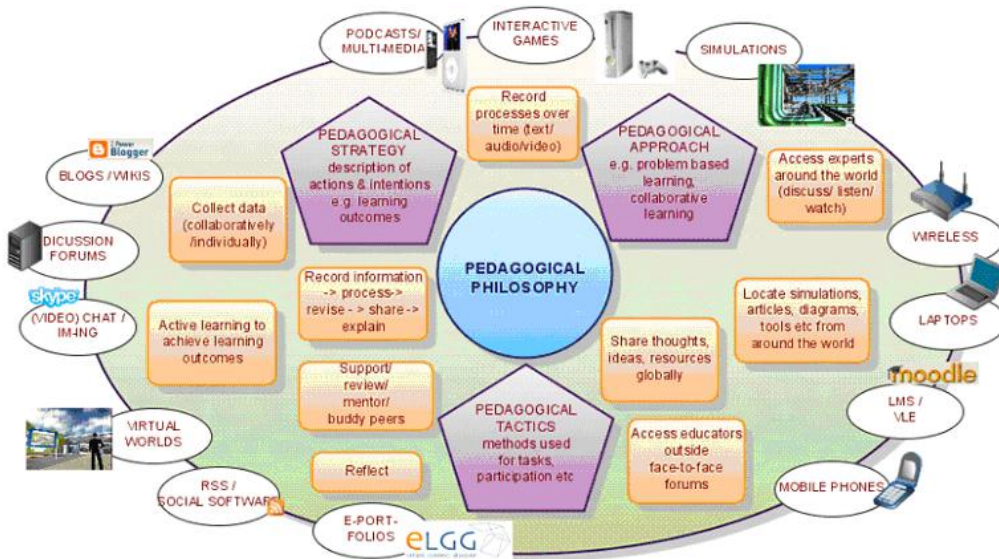 PODCASTS/
MULTI-MEDIA
INTERACTIVE
GAMES
SIMULATIONS
Record
processes over
time (text/
audio/video)
PEDAGOGICAL
STRATEGY
description of
actions & intentions
e.g. learning
outcomes
PEDAGOGICAL
APPROACH
e.g. problem based
learning,
collaborative
learning
Blogger
BLOGS / WIKIS
Access experts
around the world
(discuss/ listen/
watch)
Collect data
(collaboratively
/individually)
WIRELESS
DICUSSION
FORUMS
PEDAGOGICAL
PHILOSOPHY
Record information
-> process->
revise -> share ->
explain
skype
(VIDEO) CHAT /
IM-ING
Locate simulations,
articles, diagrams,
tools etc from
around the world
LAPTOPS
Active learning to
achieve learning
outcomes
Share thoughts,
ideas, resources
globally
Support/
review/
mentor/
buddy peers
moodle
LMS /
VLE
PEDAGOGICAL
TACTICS
methods used
for tasks,
participation etc
VIRTUAL
WORLDS
Access educators
outside
face-to-face
forums
Reflect
MOBILE PHONES
RSS /
SOCIAL SOFTWARE
E-PORT-
FOLIOS
eLGG